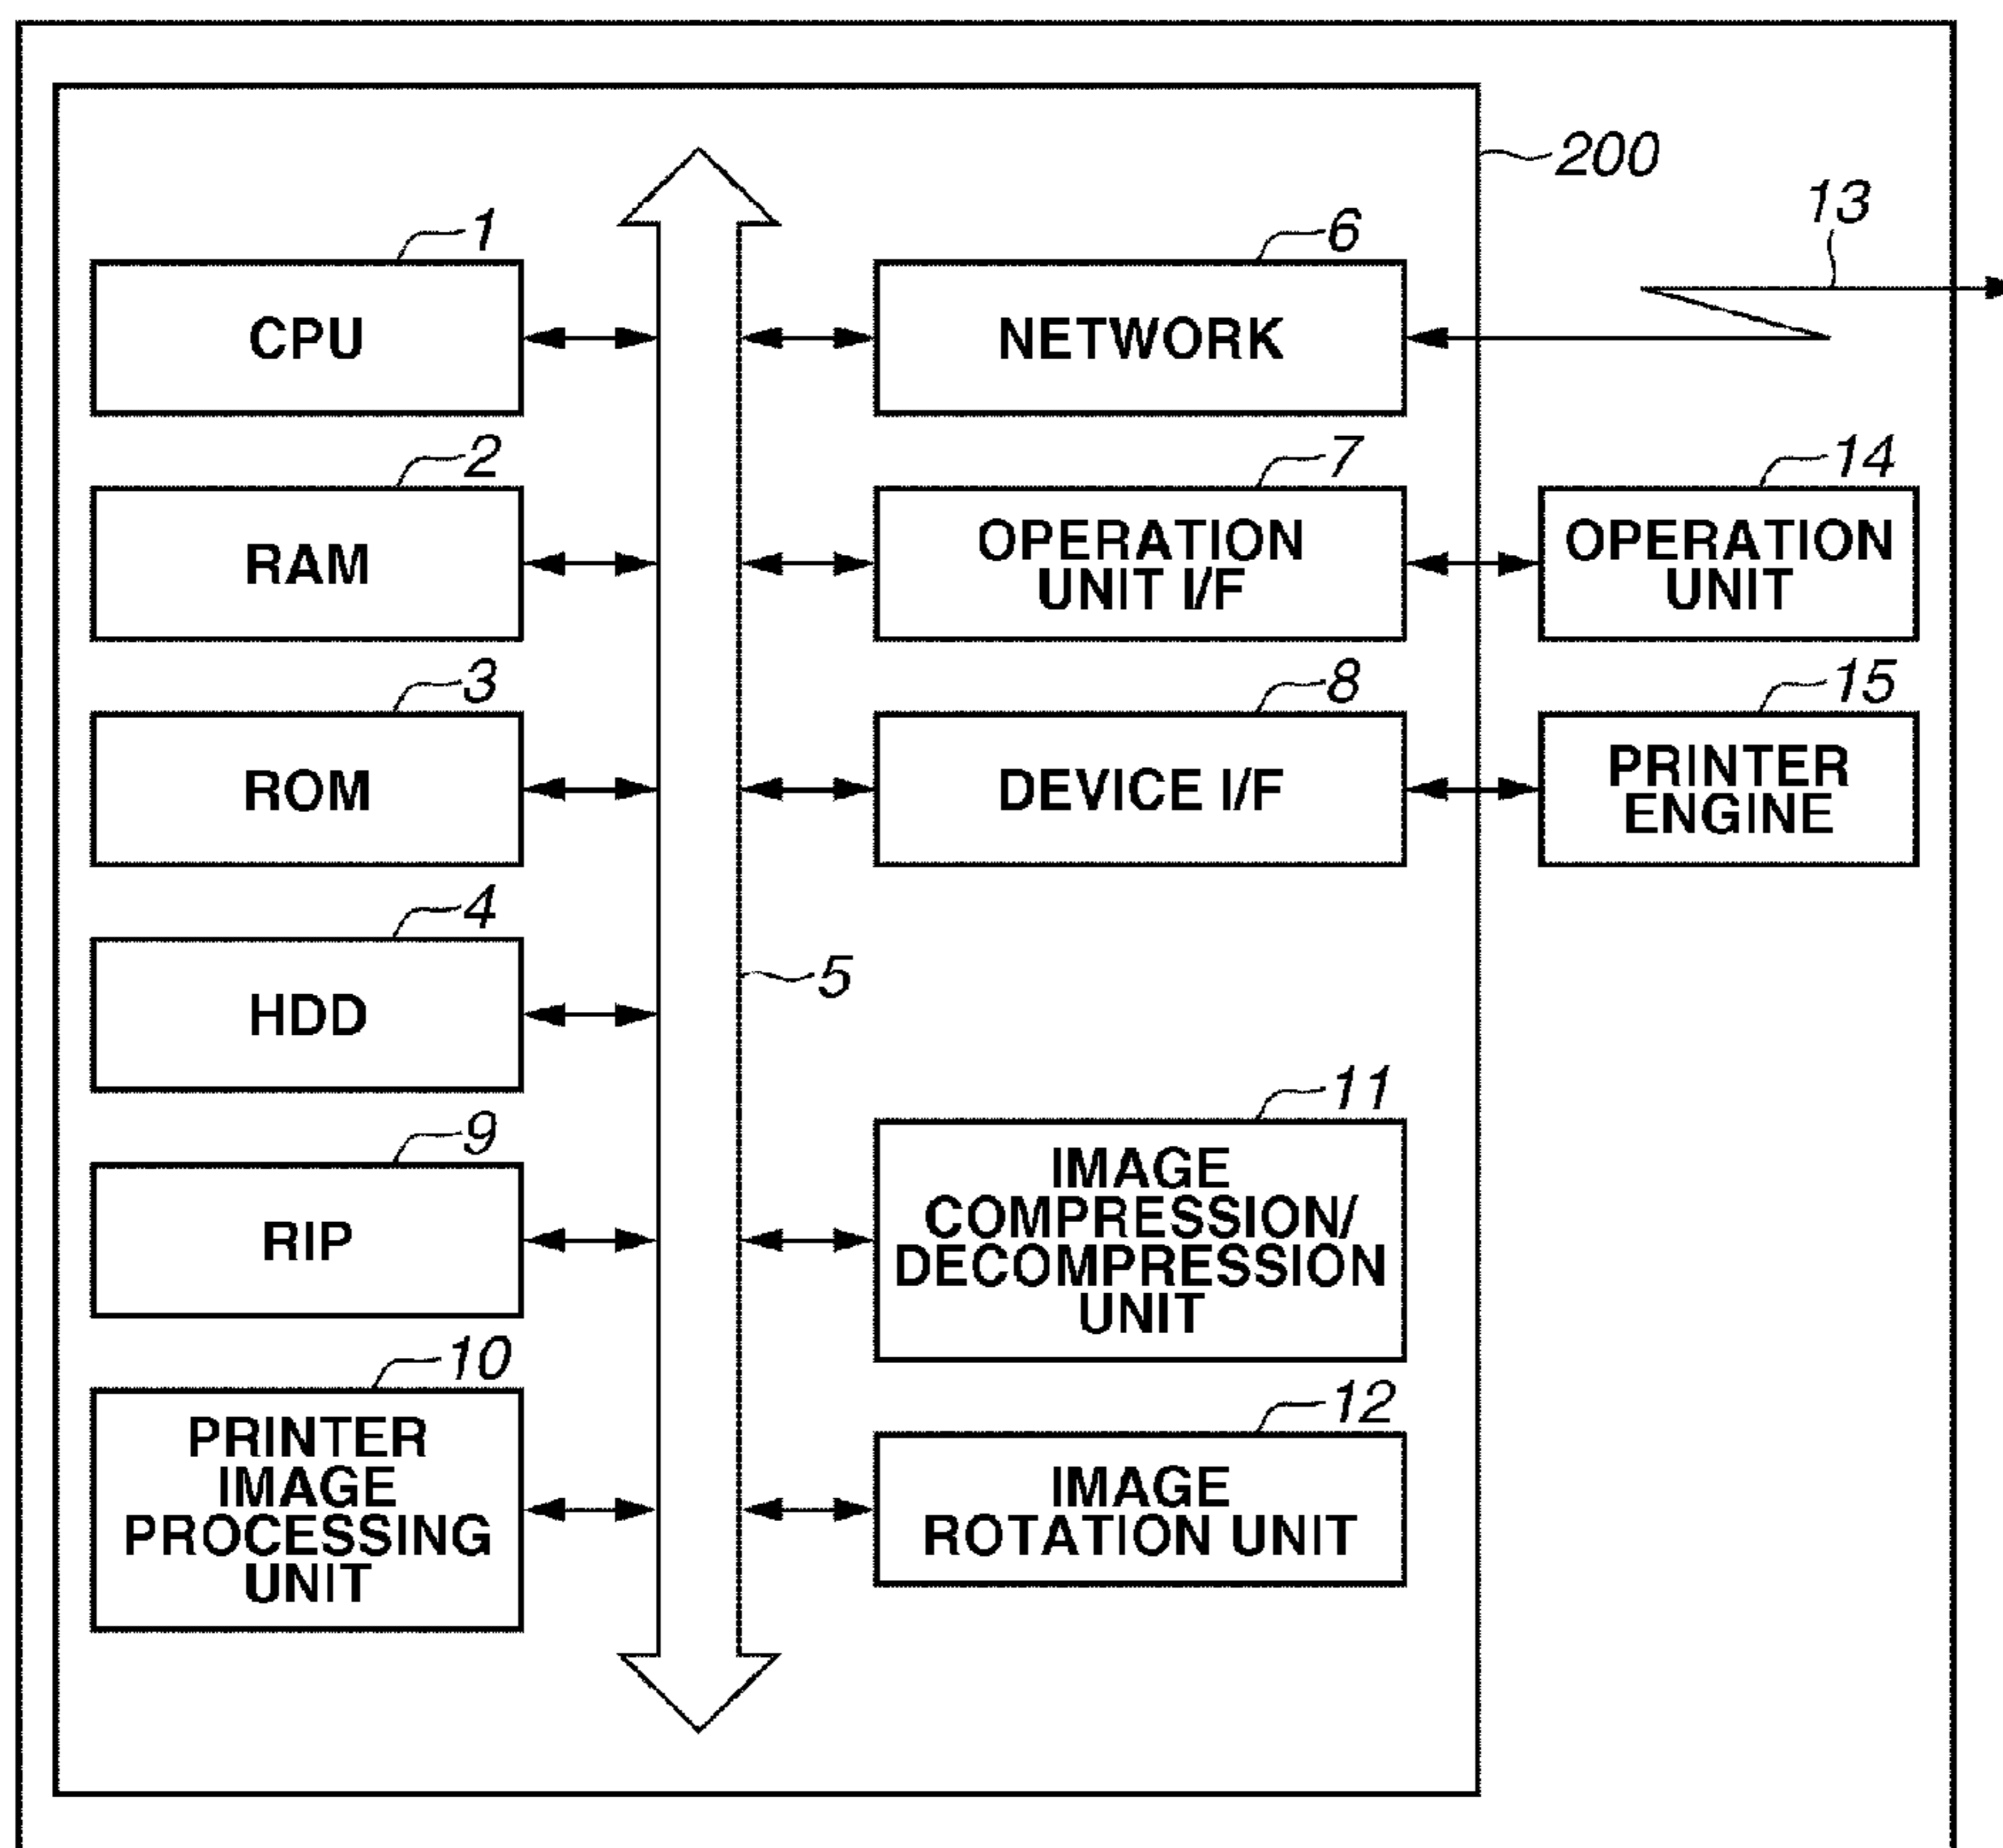 200
13
1
CPU
6
NETWORK
2
RAM
7
OPERATION
UNIT I/F
14
OPERATION
UNIT
3
ROM
8
DEVICE I/F
15
PRINTER
ENGINE
4
HDD
5
9
RIP
11
IMAGE
COMPRESSION/
DECOMPRESSION
UNIT
10
PRINTER
IMAGE
PROCESSING
UNIT
12
IMAGE
ROTATION UNIT